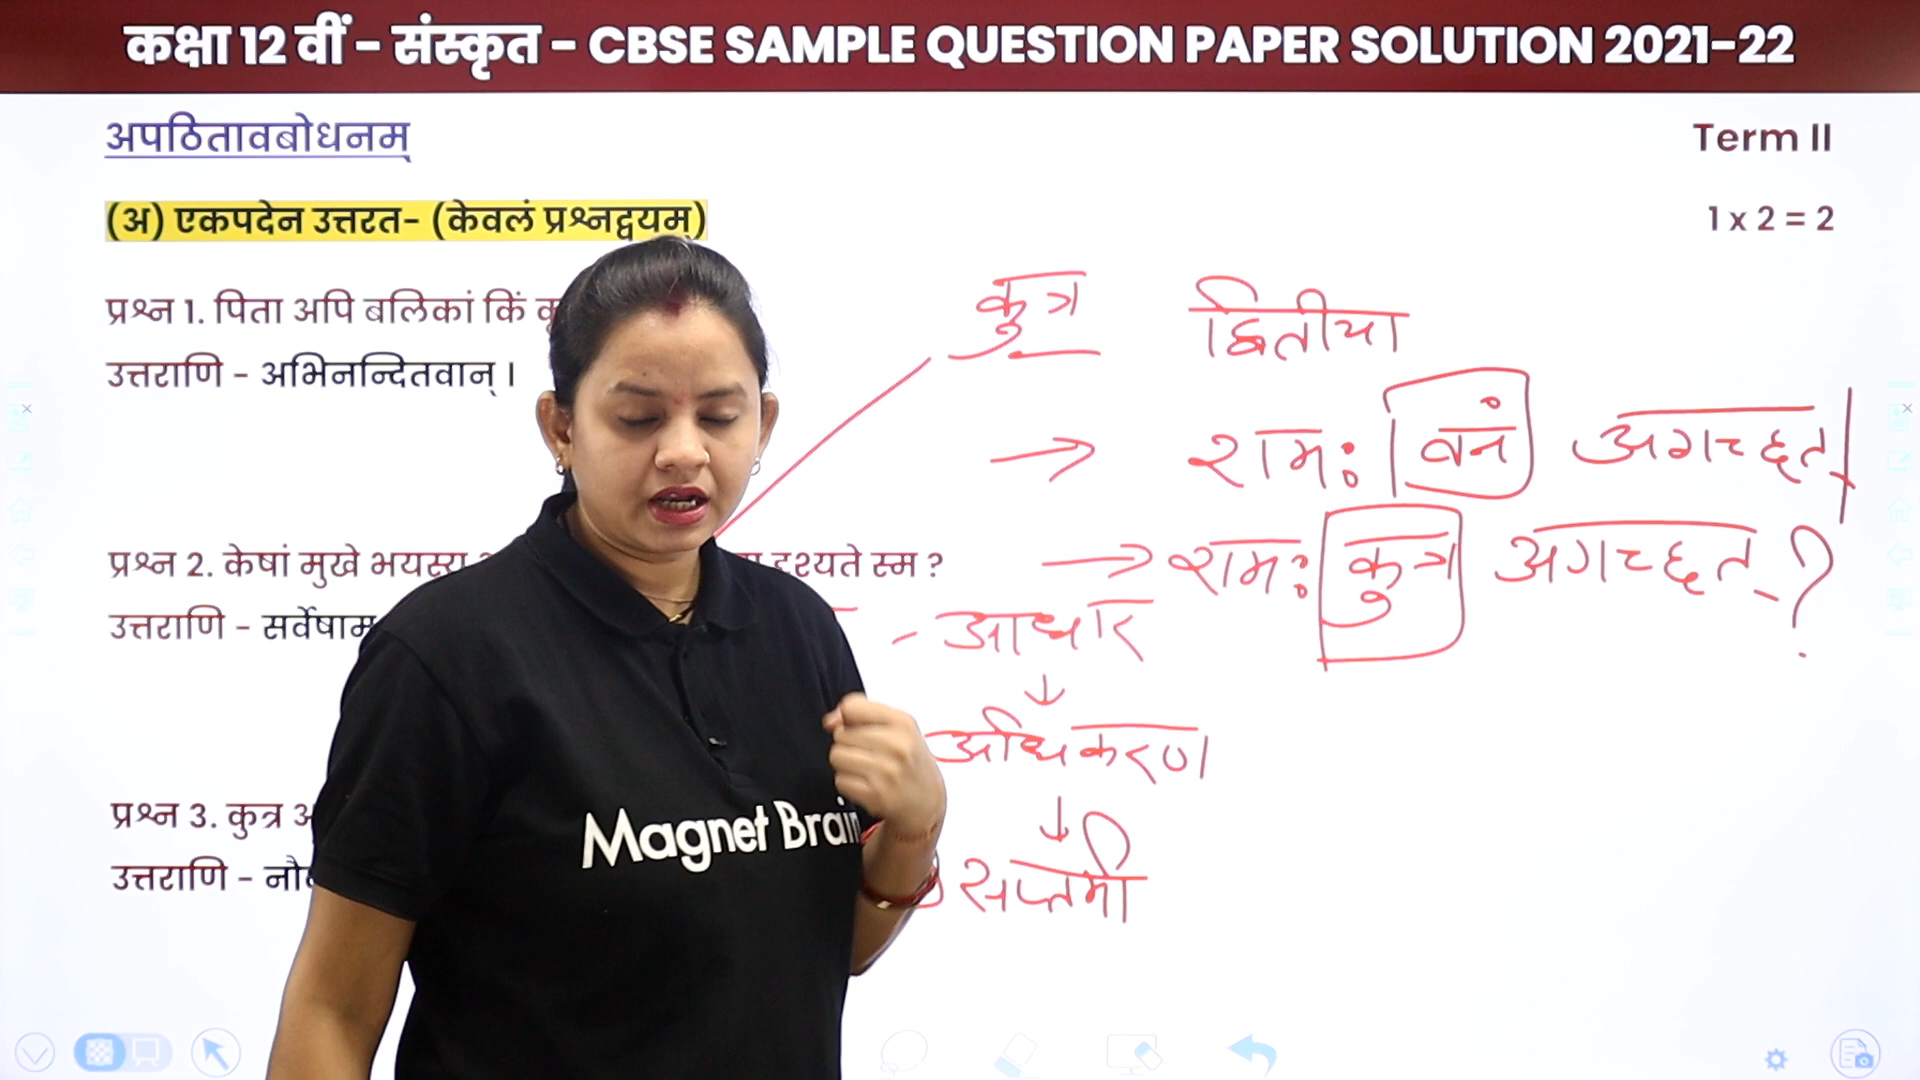 कक्षा 12 वीं - संस्कृत - CBSE SAMPLE QUESTION PAPER SOLUTION 2021-22
अपठितावबोधनम्
Term II
(अ) एकपदेन उत्तरत- (केवलं प्रश्नद्वयम्)
1 x 2 = 2
प्रश्न 1. पिता अपि बलिकां किं
उत्तराणि - अभिनन्दितवान् ।
कुत्र द्वितीया
→ रामः वनं अगच्छत् ।
→ रामः कुत्र अगच्छत् - ?
प्रश्न 2. केषां मुखे भयस्य दृश्यते स्म ?
उत्तराणि - सर्वेषाम
- आधार
↓
अधिकरण
↓
सप्तमी
प्रश्न 3. कुत्र
उत्तराणि -
Magnet Brain